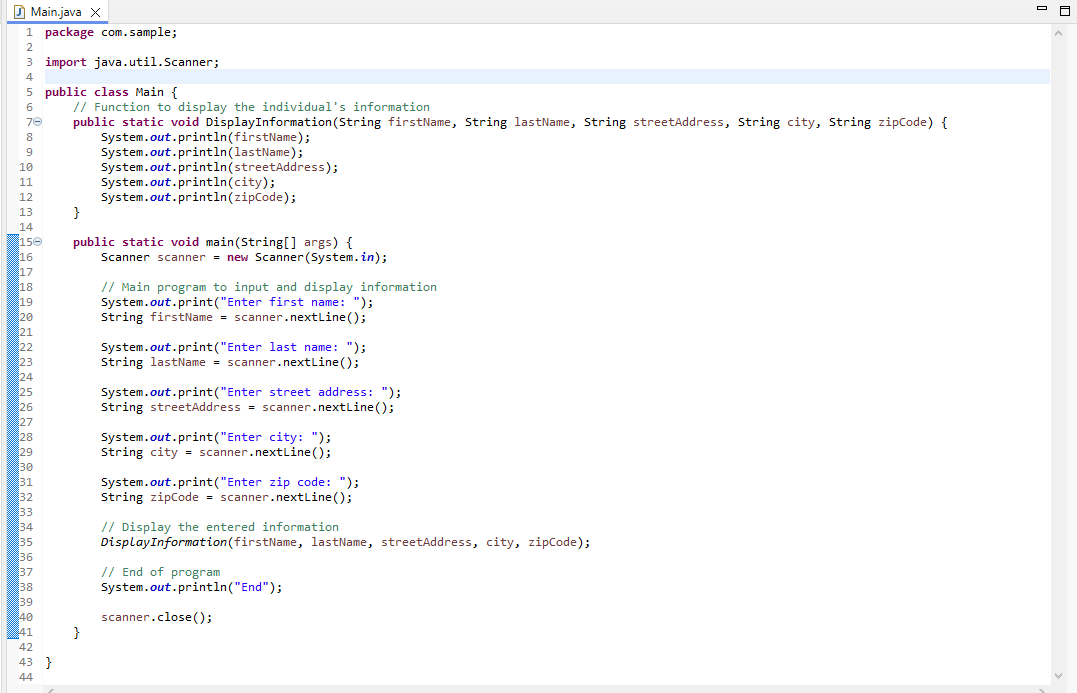 Main.java
1 package com.sample;
2
3 import java.util.Scanner;
4
5 public class Main {
6     // Function to display the individual's information
7     public static void DisplayInformation(String firstName, String lastName, String streetAddress, String city, String zipCode) {
8         System.out.println(firstName);
9         System.out.println(lastName);
10         System.out.println(streetAddress);
11         System.out.println(city);
12         System.out.println(zipCode);
13     }
14
15     public static void main(String[] args) {
16         Scanner scanner = new Scanner(System.in);
17
18         // Main program to input and display information
19         System.out.print("Enter first name: ");
20         String firstName = scanner.nextLine();
21
22         System.out.print("Enter last name: ");
23         String lastName = scanner.nextLine();
24
25         System.out.print("Enter street address: ");
26         String streetAddress = scanner.nextLine();
27
28         System.out.print("Enter city: ");
29         String city = scanner.nextLine();
30
31         System.out.print("Enter zip code: ");
32         String zipCode = scanner.nextLine();
33
34         // Display the entered information
35         DisplayInformation(firstName, lastName, streetAddress, city, zipCode);
36
37         // End of program
38         System.out.println("End");
39
40         scanner.close();
41     }
42
43 }
44